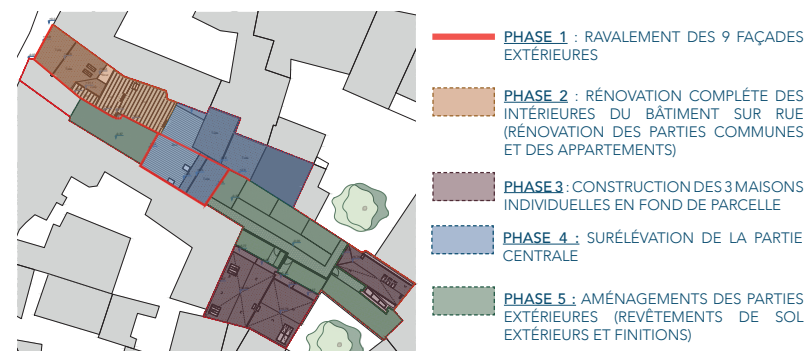 PHASE 1 : RAVALEMENT DES 9 FAÇADES
EXTÉRIEURES
PHASE 2 : RÉNOVATION COMPLÉTE DES
INTÉRIEURES DU BÂTIMENT SUR RUE
(RÉNOVATION DES PARTIES COMMUNES
ET DES APPARTEMENTS)
PHASE 3 : CONSTRUCTION DES 3 MAISONS
INDIVIDUELLES EN FOND DE PARCELLE
PHASE 4 : SURÉLÉVATION DE LA PARTIE
CENTRALE
PHASE 5 : AMÉNAGEMENTS DES PARTIES
EXTÉRIEURES (REVÊTEMENTS DE SOL
EXTÉRIEURS ET FINITIONS)